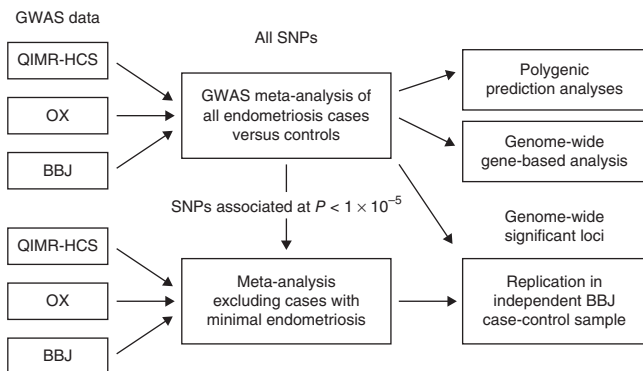 GWAS data
QIMR-HCS
OX
BBJ
All SNPs
GWAS meta-analysis of
all endometriosis cases
versus controls
Polygenic
prediction analyses
Genome-wide
gene-based analysis
SNPs associated at P < 1 × 10⁻⁵
Genome-wide
significant loci
QIMR-HCS
OX
BBJ
Meta-analysis
excluding cases with
minimal endometriosis
Replication in
independent BBJ
case-control sample